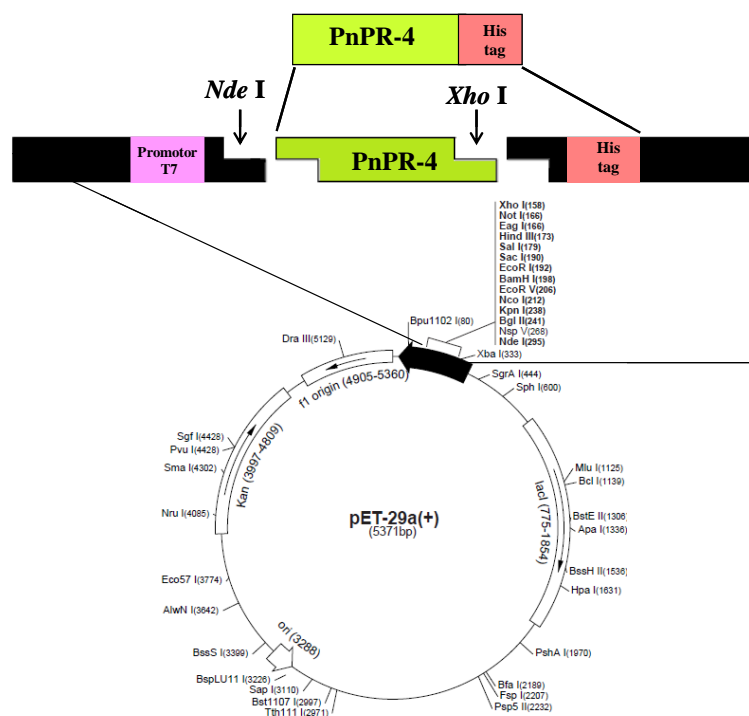 PnPR-4
His
tag
Nde I
Xho I
Promotor
T7
PnPR-4
His
tag
Xho I(158)
Not I(166)
Eag I(166)
Hind III(173)
Sal I(179)
Sac I(190)
EcoR I(192)
BamH I(198)
EcoR V(206)
Nco I(212)
Kpn I(238)
Bgl II(241)
Nsp V(268)
Nde I(295)
Bpu1102 I(80)
Dra III(5129)
Xba I(333)
SgrA I(444)
Sph I(600)
f1 origin (4905-5360)
Sgf I(4428)
Pvu I(4428)
Sma I(4302)
Kan (3997-4809)
Nru I(4085)
Mlu I(1125)
Bcl I(1139)
lacI (775-1854)
BstE II(1306)
Apa I(1336)
pET-29a(+)
(5371bp)
BssH II(1536)
Hpa I(1631)
Eco57 I(3774)
AlwN I(3642)
ori (3288)
BssS I(3399)
PshA I(1970)
BspLU11 I(3226)
Sap I(3110)
Bst1107 I(2997)
Tth111 I(2971)
Bfa I(2189)
Fsp I(2207)
Psp5 II(2232)